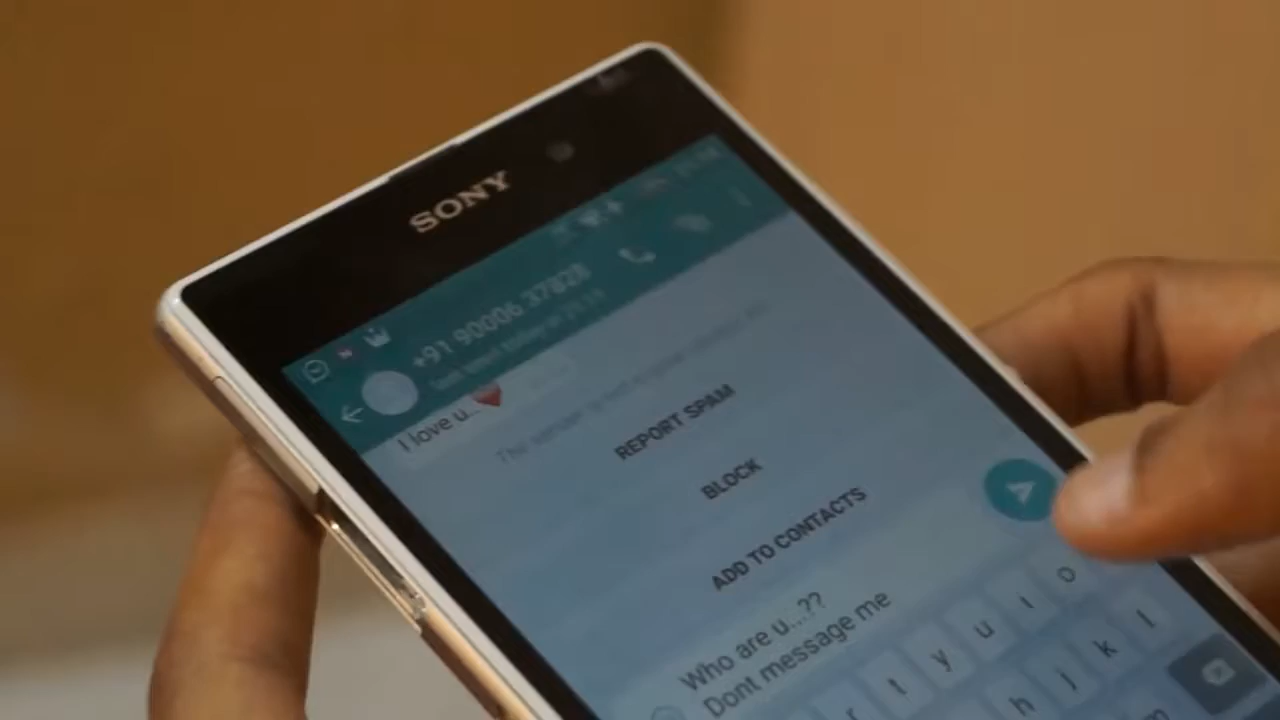 SONY
+91 90006 37828
I love u..❤
REPORT SPAM
BLOCK
ADD TO CONTACTS
Who are u...??
Dont message me
t y u i o
h j k l